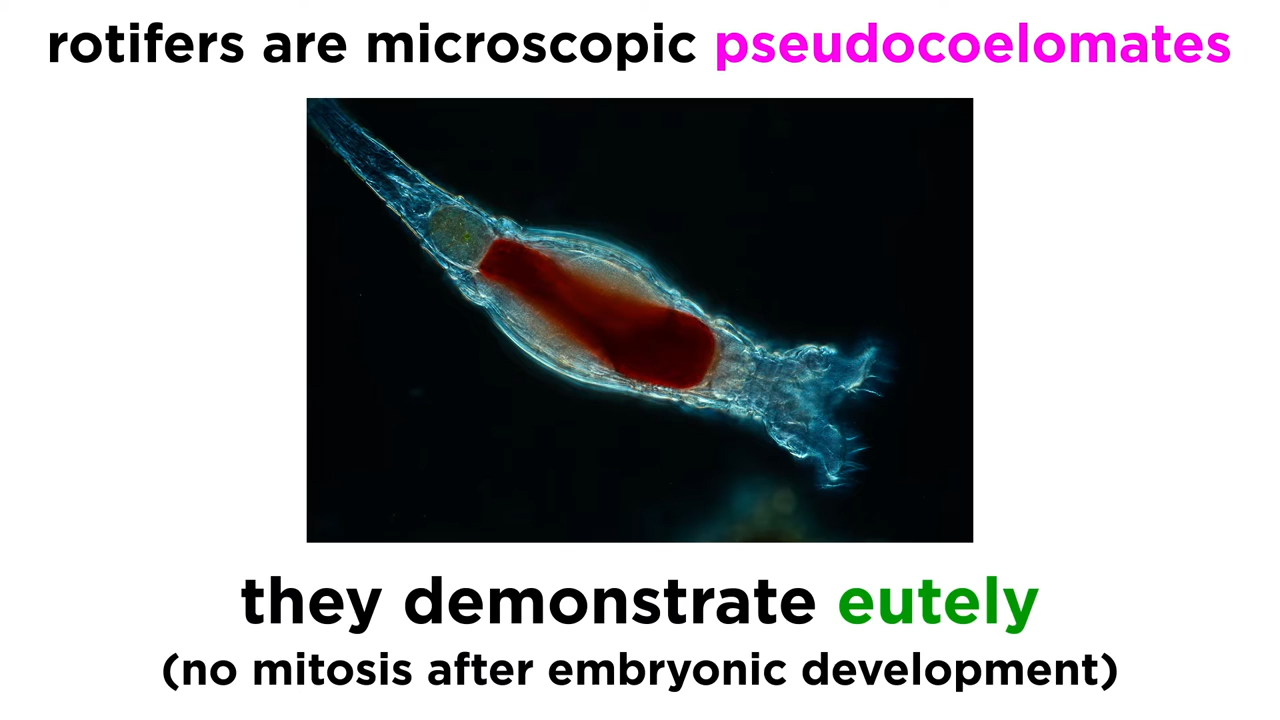 rotifers are microscopic pseudocoelomates
they demonstrate eutely
(no mitosis after embryonic development)